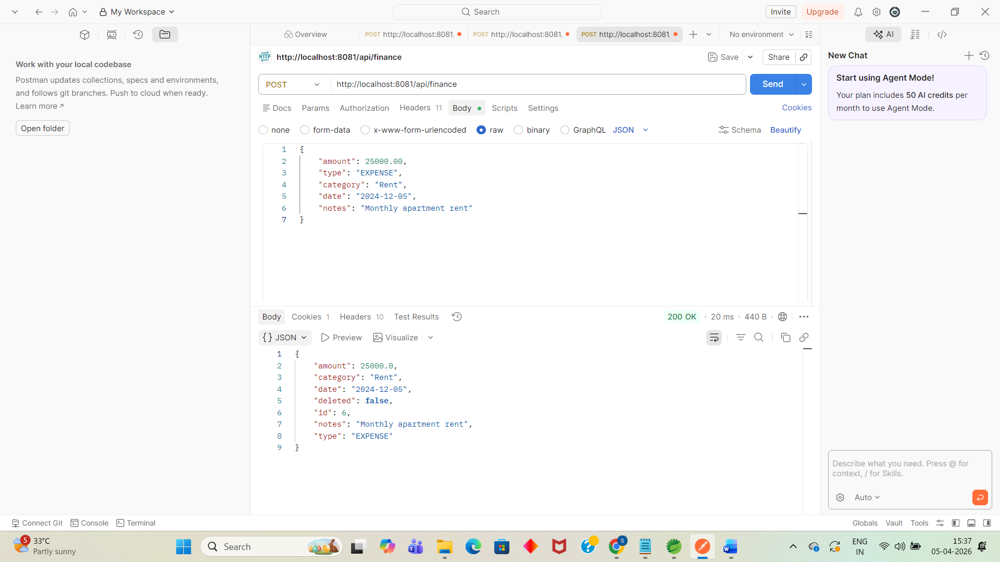 My Workspace
Search
Invite
Upgrade
Overview
POST http://localhost:8081,
POST http://localhost:8081,
POST http://localhost:8081,
No environment
AI
Work with your local codebase
Postman updates collections, specs and environments,
and follows git branches. Push to cloud when ready.
Learn more
Open folder
HTTP http://localhost:8081/api/finance
Save
Share
POST
http://localhost:8081/api/finance
Send
Docs
Params
Authorization
Headers 11
Body
Scripts
Settings
Cookies
none
form-data
x-www-form-urlencoded
raw
binary
GraphQL
JSON
Schema
Beautify
1 {
2 "amount": 25000.00,
3 "type": "EXPENSE",
4 "category": "Rent",
5 "date": "2024-12-05",
6 "notes": "Monthly apartment rent"
7 }
Body
Cookies 1
Headers 10
Test Results
200 OK
20 ms
440 B
{} JSON
Preview
Visualize
1 {
2 "amount": 25000.0,
3 "category": "Rent",
4 "date": "2024-12-05",
5 "deleted": false,
6 "id": 6,
7 "notes": "Monthly apartment rent",
8 "type": "EXPENSE"
9 }
New Chat
Start using Agent Mode!
Your plan includes 50 AI credits per
month to use Agent Mode.
Describe what you need. Press @ for
context, / for Skills.
Auto
Connect Git
Console
Terminal
Globals
Vault
Tools
5
33°C
Partly sunny
Search
T
S
W
ENG
IN
15:37
05-04-2026